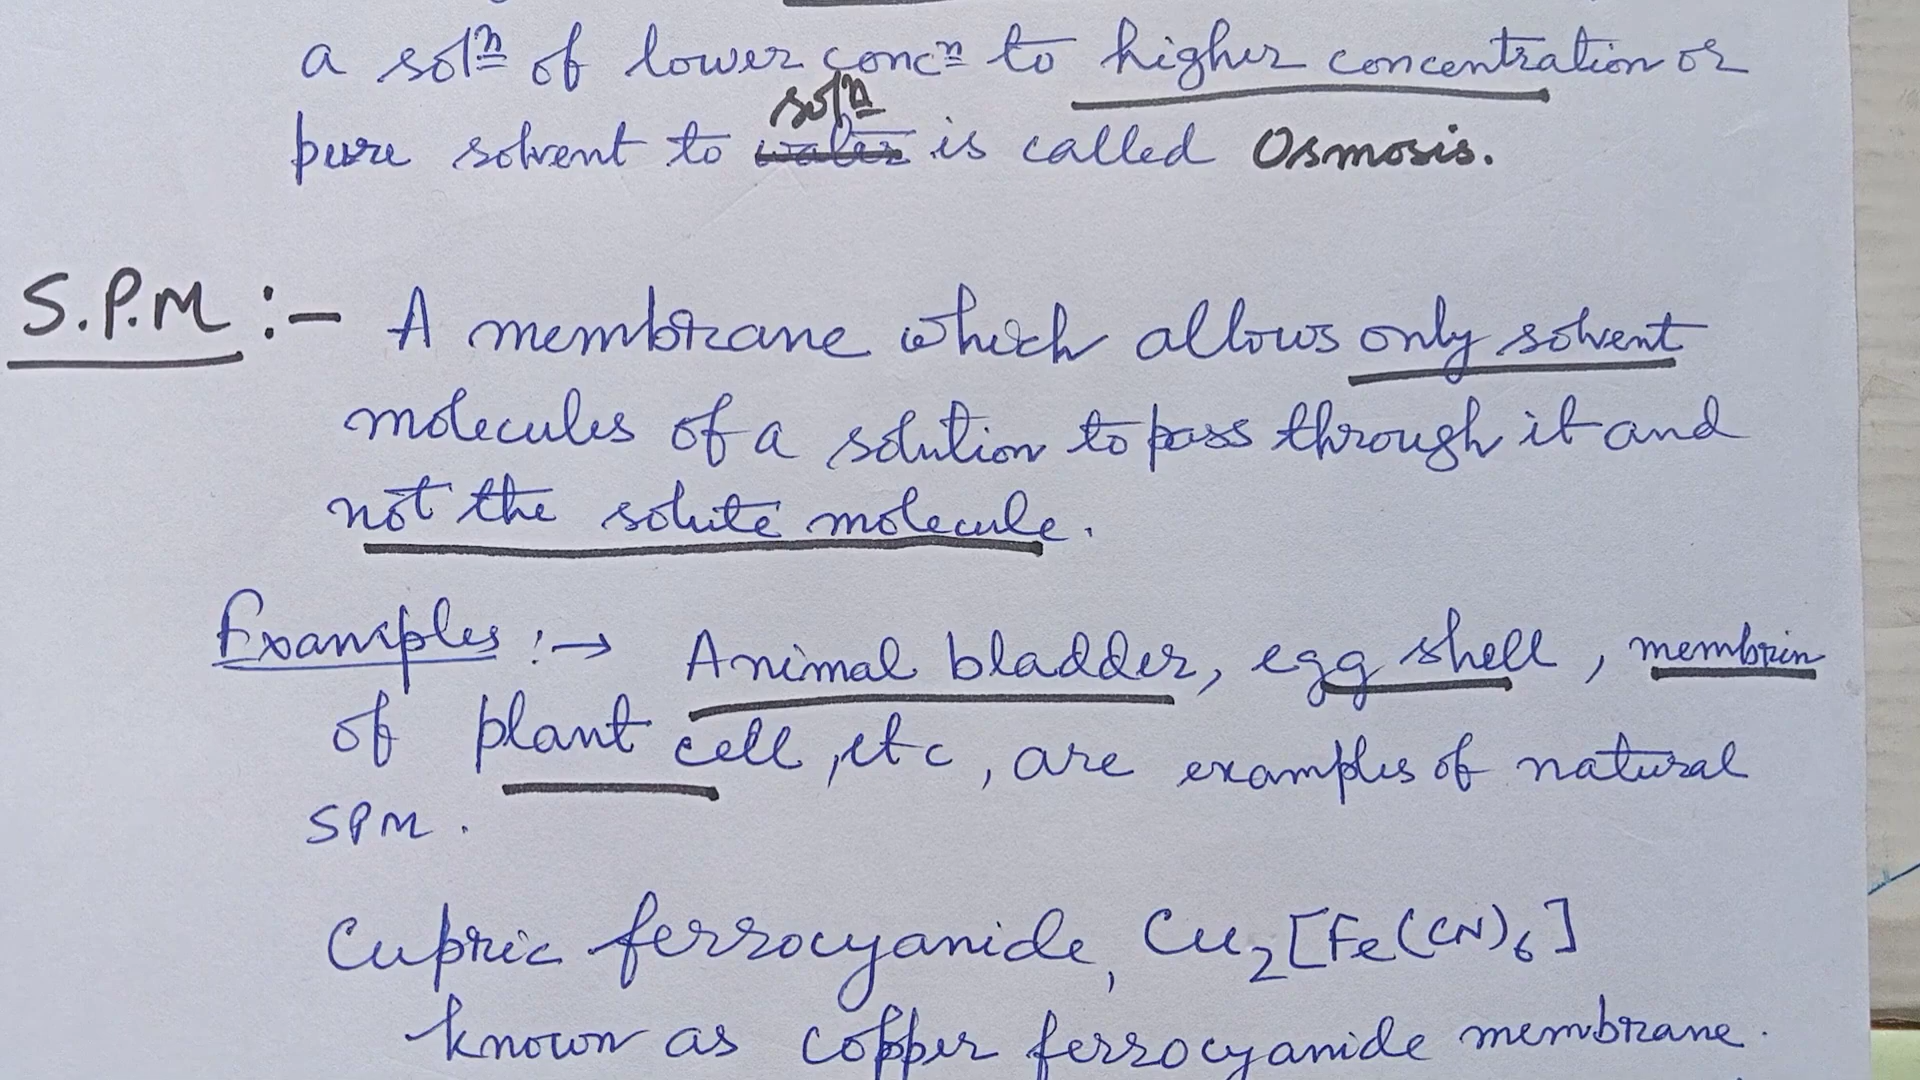 a solⁿ of lower concⁿ to higher concentration or
solⁿ
pure solvent to water is called Osmosis.
S.P.M :- A membrane which allows only solvent
molecules of a solution to pass through it and
not the solute molecule.
Examples :→ Animal bladder, egg shell, membrin
of plant cell, etc, are examples of natural
SPM.
Cupric ferrocyanide, Cu₂[Fe(CN)₆]
known as copper ferrocyanide membrane.